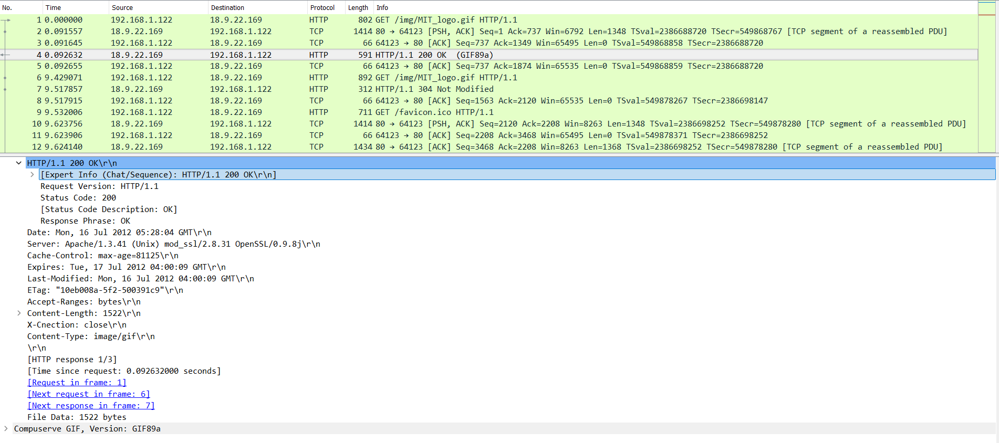 No. Time Source Destination Protocol Length Info
1 0.000000 192.168.1.122 18.9.22.169 HTTP 802 GET /img/MIT_logo.gif HTTP/1.1
2 0.091557 18.9.22.169 192.168.1.122 TCP 1414 80 → 64123 [PSH, ACK] Seq=1 Ack=737 Win=6792 Len=1348 TSval=2386688720 TSecr=549868767 [TCP segment of a reassembled PDU]
3 0.091645 192.168.1.122 18.9.22.169 TCP 66 64123 → 80 [ACK] Seq=737 Ack=1349 Win=65495 Len=0 TSval=549868858 TSecr=2386688720
4 0.092632 18.9.22.169 192.168.1.122 HTTP 591 HTTP/1.1 200 OK  (GIF89a)
5 0.092655 192.168.1.122 18.9.22.169 TCP 66 64123 → 80 [ACK] Seq=737 Ack=1874 Win=65535 Len=0 TSval=549868859 TSecr=2386688720
6 9.429071 192.168.1.122 18.9.22.169 HTTP 892 GET /img/MIT_logo.gif HTTP/1.1
7 9.517857 18.9.22.169 192.168.1.122 HTTP 312 HTTP/1.1 304 Not Modified
8 9.517915 192.168.1.122 18.9.22.169 TCP 66 64123 → 80 [ACK] Seq=1563 Ack=2120 Win=65535 Len=0 TSval=549878267 TSecr=2386698147
9 9.532006 192.168.1.122 18.9.22.169 HTTP 711 GET /favicon.ico HTTP/1.1
10 9.623756 18.9.22.169 192.168.1.122 TCP 1414 80 → 64123 [PSH, ACK] Seq=2120 Ack=2208 Win=8263 Len=1348 TSval=2386698252 TSecr=549878280 [TCP segment of a reassembled PDU]
11 9.623906 192.168.1.122 18.9.22.169 TCP 66 64123 → 80 [ACK] Seq=2208 Ack=3468 Win=65495 Len=0 TSval=549878371 TSecr=2386698252
12 9.624140 18.9.22.169 192.168.1.122 TCP 1434 80 → 64123 [ACK] Seq=3468 Ack=2208 Win=8263 Len=1368 TSval=2386698252 TSecr=549878280 [TCP segment of a reassembled PDU]
HTTP/1.1 200 OK\r\n
[Expert Info (Chat/Sequence): HTTP/1.1 200 OK\r\n]
Request Version: HTTP/1.1
Status Code: 200
[Status Code Description: OK]
Response Phrase: OK
Date: Mon, 16 Jul 2012 05:28:04 GMT\r\n
Server: Apache/1.3.41 (Unix) mod_ssl/2.8.31 OpenSSL/0.9.8j\r\n
Cache-Control: max-age=81125\r\n
Expires: Tue, 17 Jul 2012 04:00:09 GMT\r\n
Last-Modified: Mon, 16 Jul 2012 04:00:09 GMT\r\n
ETag: "10eb008a-5f2-500391c9"\r\n
Accept-Ranges: bytes\r\n
Content-Length: 1522\r\n
X-Cnection: close\r\n
Content-Type: image/gif\r\n
\r\n
[HTTP response 1/3]
[Time since request: 0.092632000 seconds]
[Request in frame: 1]
[Next request in frame: 6]
[Next response in frame: 7]
File Data: 1522 bytes
Compuserve GIF, Version: GIF89a